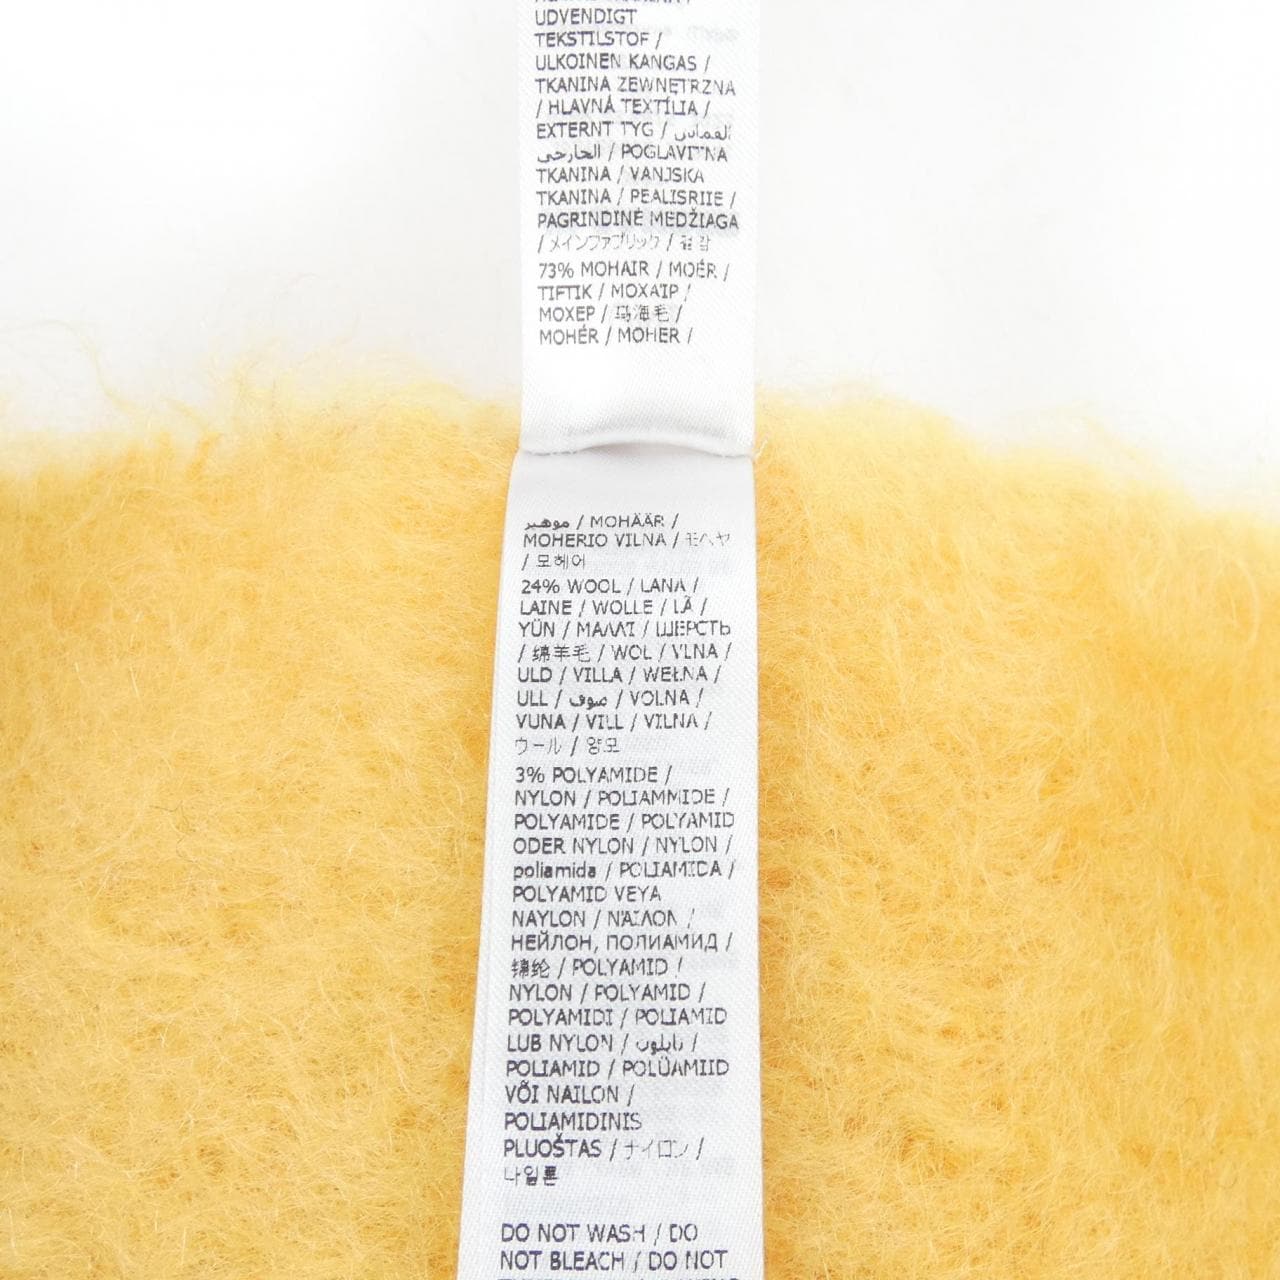 UDVENDIGT
TEKSTILSTOF /
ULKOINEN KANGAS /
TKANINA ZEWNĘTRZNA
/ HLAVNÁ TEXTÍLIA /
EXTERNT TYG / القماش
الخارجي / POGLAVITNA
TKANINA / VANJSKA
TKANINA / PEALISRIIE /
PAGRINDINĖ MEDŽIAGA
/ メインファブリック / 겉감
73% MOHAIR / MOÉR /
TIFTIK / ΜΟΧΑΙΡ /
МОХЕР / 马海毛 /
MOHÉR / MOHER /
موهير / MOHÄÄR /
MOHERIO VILNA / モヘヤ
/ 모헤어
24% WOOL / LANA /
LAINE / WOLLE / LÃ /
YÜN / ΜΑΛΛΙ / ШЕРСТЬ
/ 绵羊毛 / WOL / VLNA /
ULD / VILLA / WEŁNA /
ULL / صوف / VOLNA /
VUNA / VILL / VILNA /
ウール / 양모
3% POLYAMIDE /
NYLON / POLIAMMIDE /
POLYAMIDE / POLYAMID
ODER NYLON / NYLON /
poliamida / POLIAMIDA /
POLYAMID VEYA
NAYLON / ΝΑΪΛΟΝ /
НЕЙЛОН, ПОЛИАМИД /
锦纶 / POLYAMID /
NYLON / POLYAMID /
POLYAMIDI / POLIAMID
LUB NYLON / نايلون /
POLIAMID / POLÜAMIID
VÕI NAILON /
POLIAMIDINIS
PLUOŠTAS / ナイロン /
나일론
DO NOT WASH / DO
NOT BLEACH / DO NOT